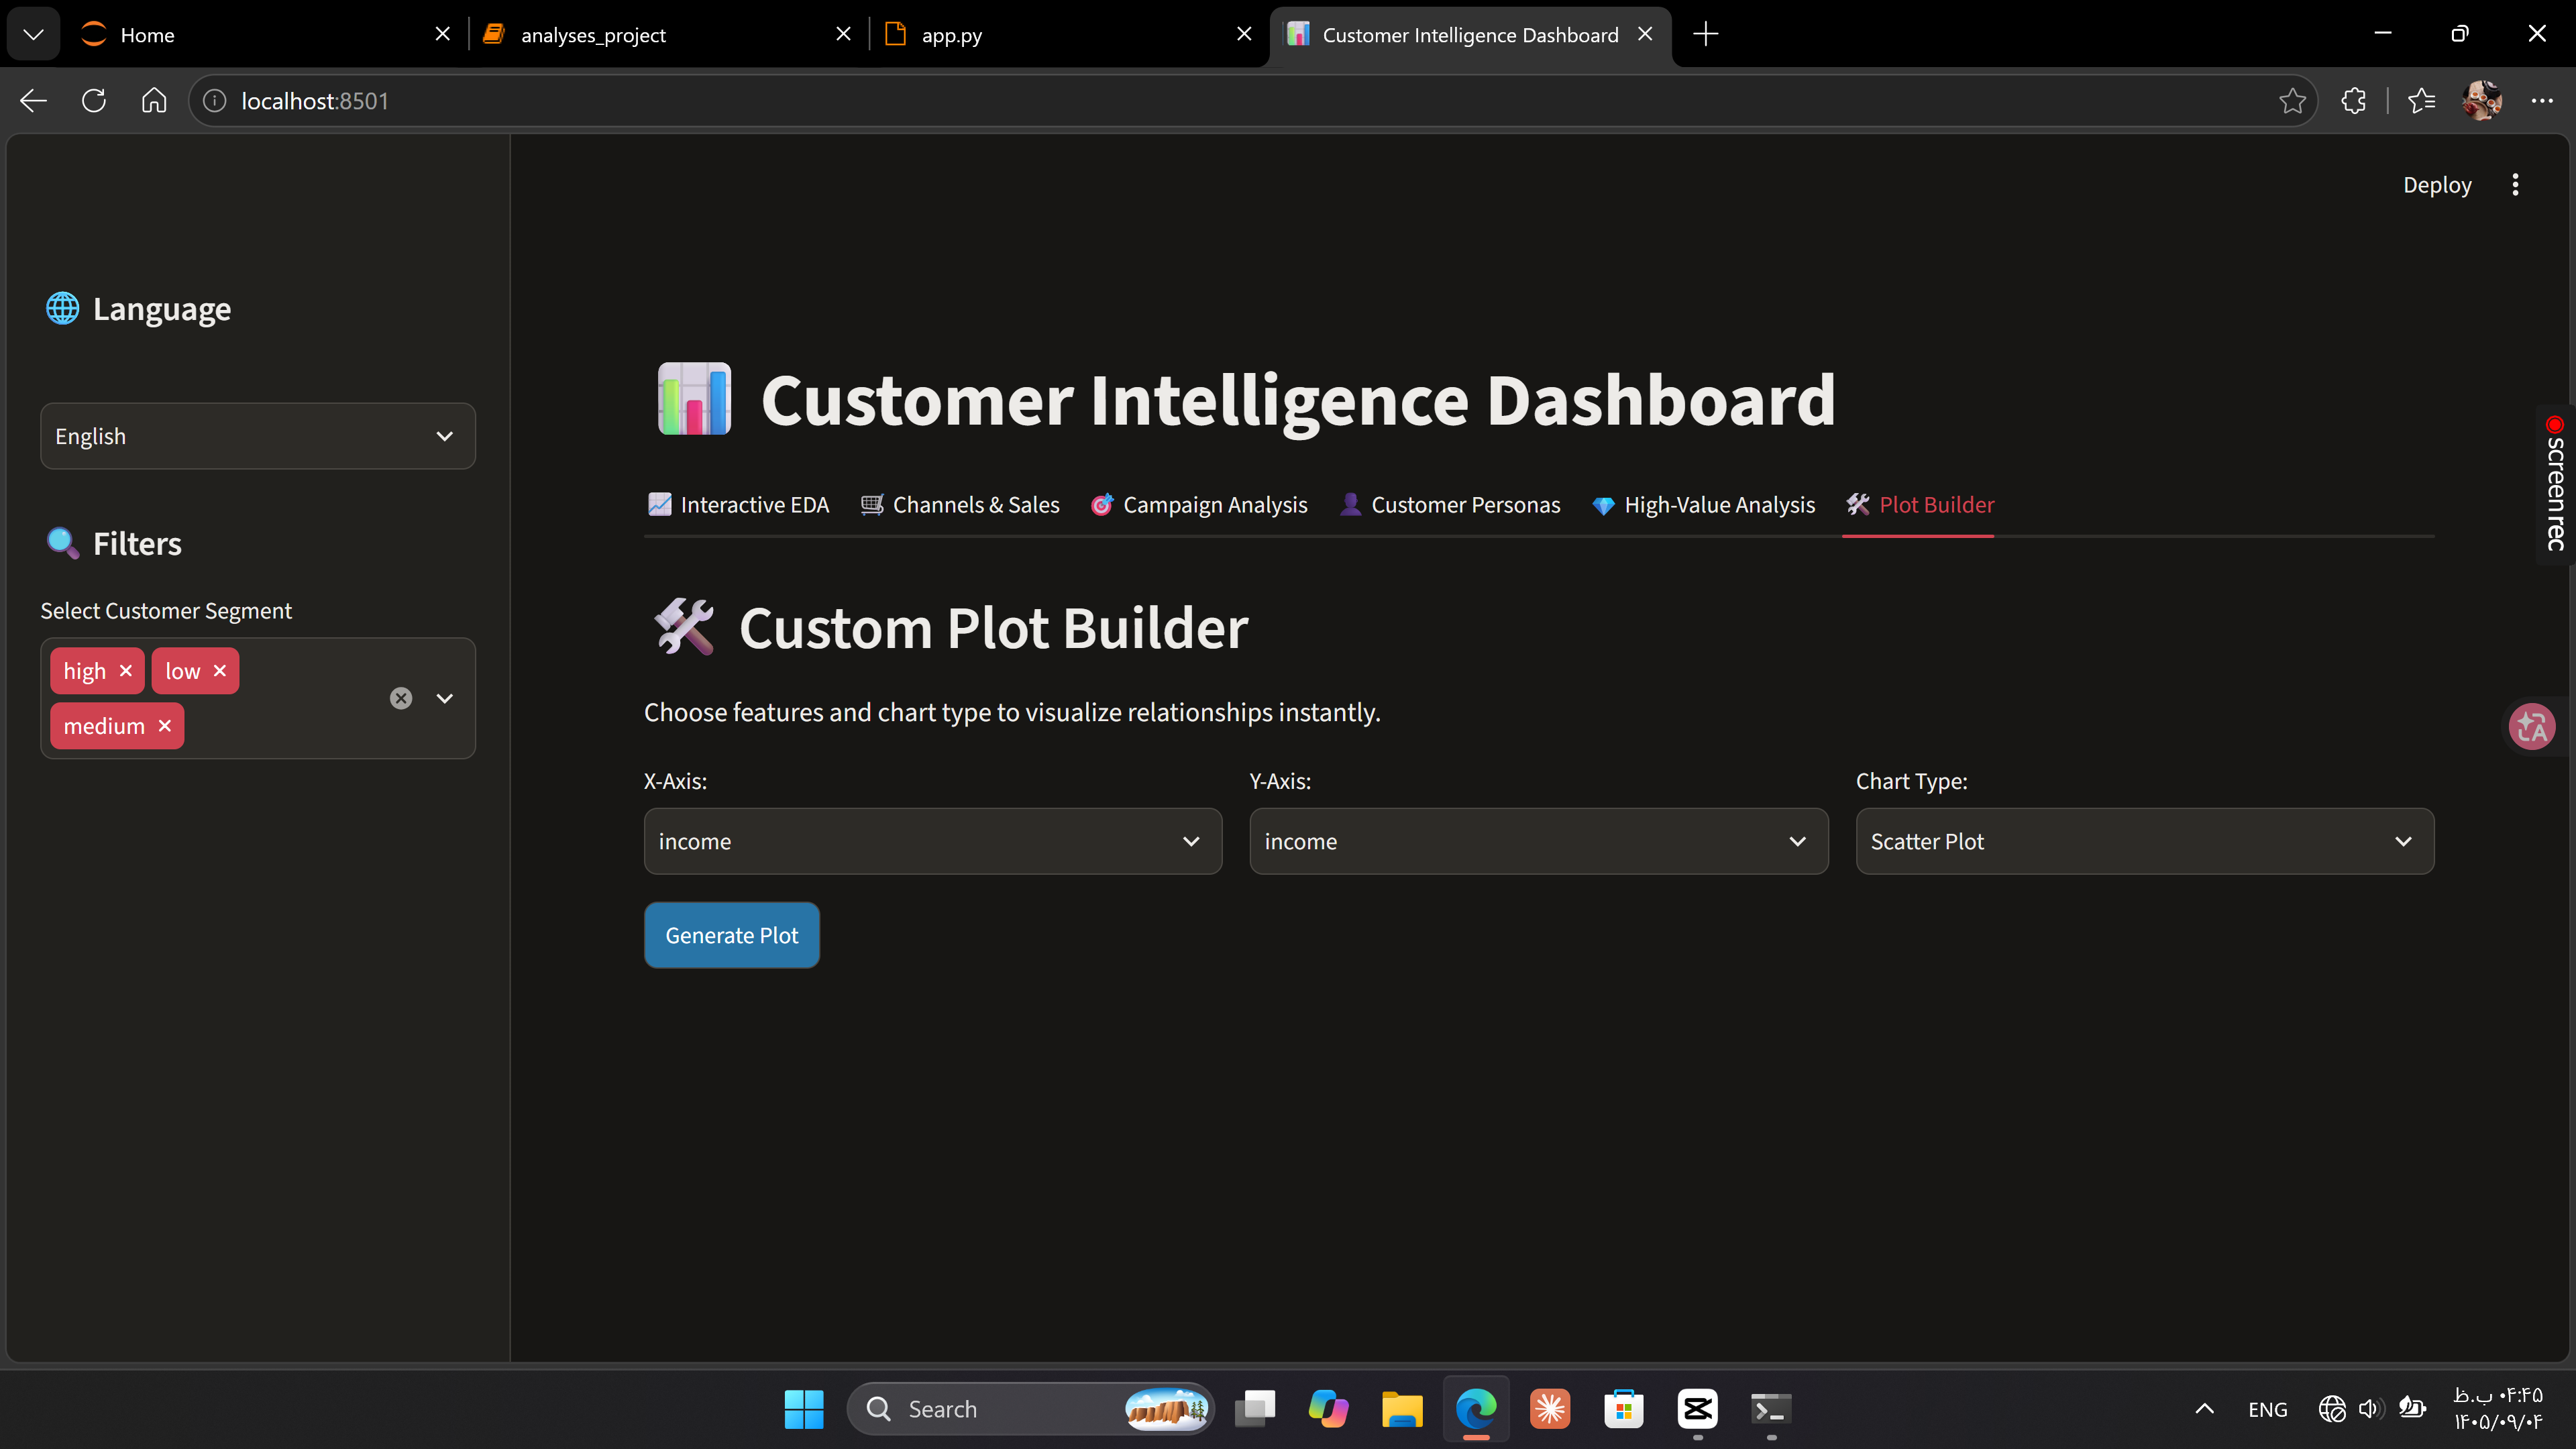 Home
analyses_project
app.py
Customer Intelligence Dashboard
localhost:8501
Deploy
Language
English
Filters
Select Customer Segment
high
low
medium
Customer Intelligence Dashboard
Interactive EDA
Channels & Sales
Campaign Analysis
Customer Personas
High-Value Analysis
Plot Builder
Custom Plot Builder
Choose features and chart type to visualize relationships instantly.
X-Axis:
Y-Axis:
Chart Type:
income
income
Scatter Plot
Generate Plot
screenrec
Search
ENG
۰۴:۴۵ ب.ظ
۱۴۰۵/۰۹/۰۴